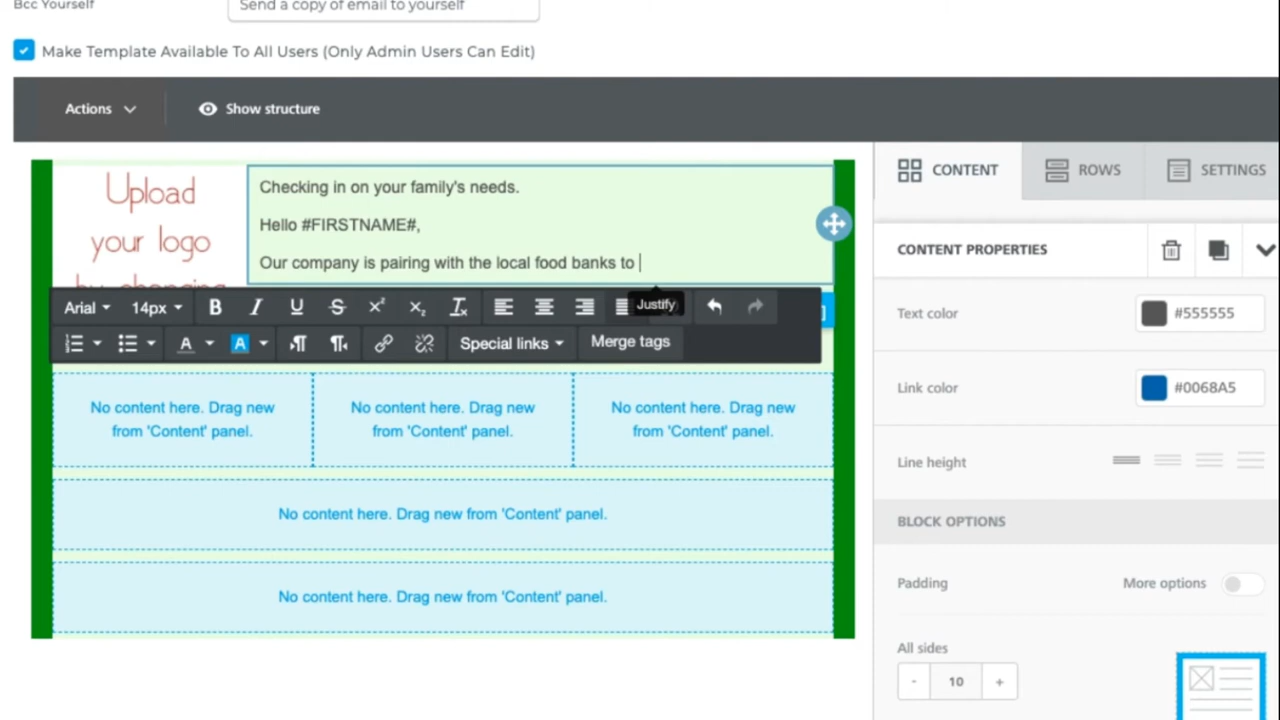 Bcc Yourself
Send a copy of email to yourself
Make Template Available To All Users (Only Admin Users Can Edit)
Actions
Show structure
CONTENT
ROWS
SETTINGS
Upload
your logo
by changing
Checking in on your family's needs.
Hello #FIRSTNAME#,
Our company is pairing with the local food banks to
CONTENT PROPERTIES
Arial
14px
B
I
U
S
x²
x₂
Tx
Justify
A
A
Special links
Merge tags
Text color
#555555
Link color
#0068A5
Line height
No content here. Drag new
from 'Content' panel.
No content here. Drag new
from 'Content' panel.
No content here. Drag new
from 'Content' panel.
No content here. Drag new from 'Content' panel.
No content here. Drag new from 'Content' panel.
BLOCK OPTIONS
Padding
More options
All sides
-
10
+